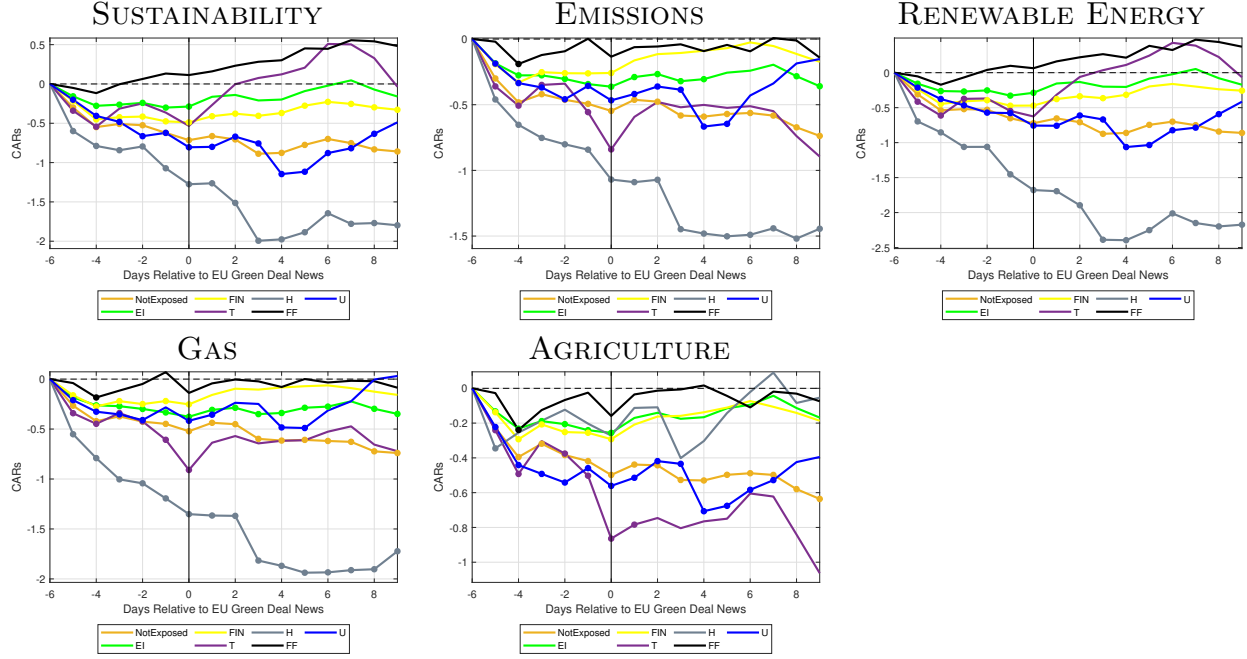 SUSTAINABILITY
0.5
0
-0.5
-1
-1.5
-2
CARs
-6 -4 -2 0 2 4 6 8
Days Relative to EU Green Deal News
NotExposed FIN H U
EI T FF
EMISSIONS
0
-0.5
-1
-1.5
CARs
-6 -4 -2 0 2 4 6 8
Days Relative to EU Green Deal News
NotExposed FIN H U
EI T FF
RENEWABLE ENERGY
0
-0.5
-1
-1.5
-2
-2.5
CARs
-6 -4 -2 0 2 4 6 8
Days Relative to EU Green Deal News
NotExposed FIN H U
EI T FF
GAS
0
-0.5
-1
-1.5
-2
CARs
-6 -4 -2 0 2 4 6 8
Days Relative to EU Green Deal News
NotExposed FIN H U
EI T FF
AGRICULTURE
0
-0.2
-0.4
-0.6
-0.8
-1
CARs
-6 -4 -2 0 2 4 6 8
Days Relative to EU Green Deal News
NotExposed FIN H U
EI T FF